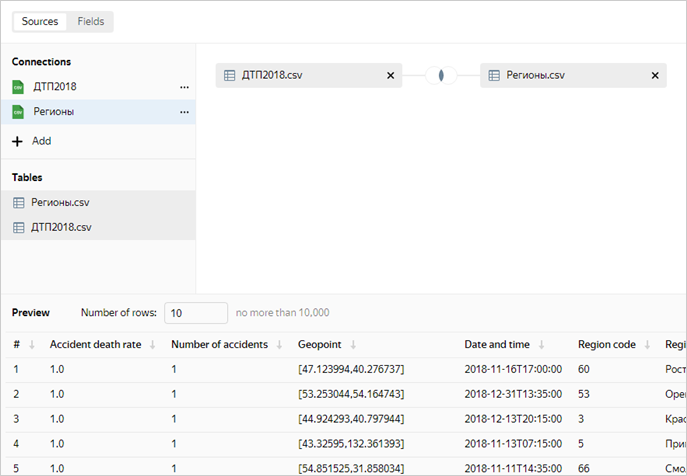 Sources Fields
Connections
ДТП2018 ...
Регионы ...
+ Add
Tables
Регионы.csv
ДТП2018.csv
ДТП2018.csv Регионы.csv
Preview Number of rows: 10 no more than 10,000
# Accident death rate Number of accidents Geopoint Date and time Region code Regi
1 1.0 1 [47.123994,40.276737] 2018-11-16T17:00:00 60 Рост
2 1.0 1 [53.253044,54.164743] 2018-12-31T13:35:00 53 Орен
3 1.0 1 [44.924293,40.797944] 2018-12-13T20:15:00 3 Крас
4 1.0 1 [43.32595,132.361393] 2018-11-13T07:15:00 5 При
5 1.0 1 [54.851525,31.858034] 2018-11-11T14:35:00 66 Смо